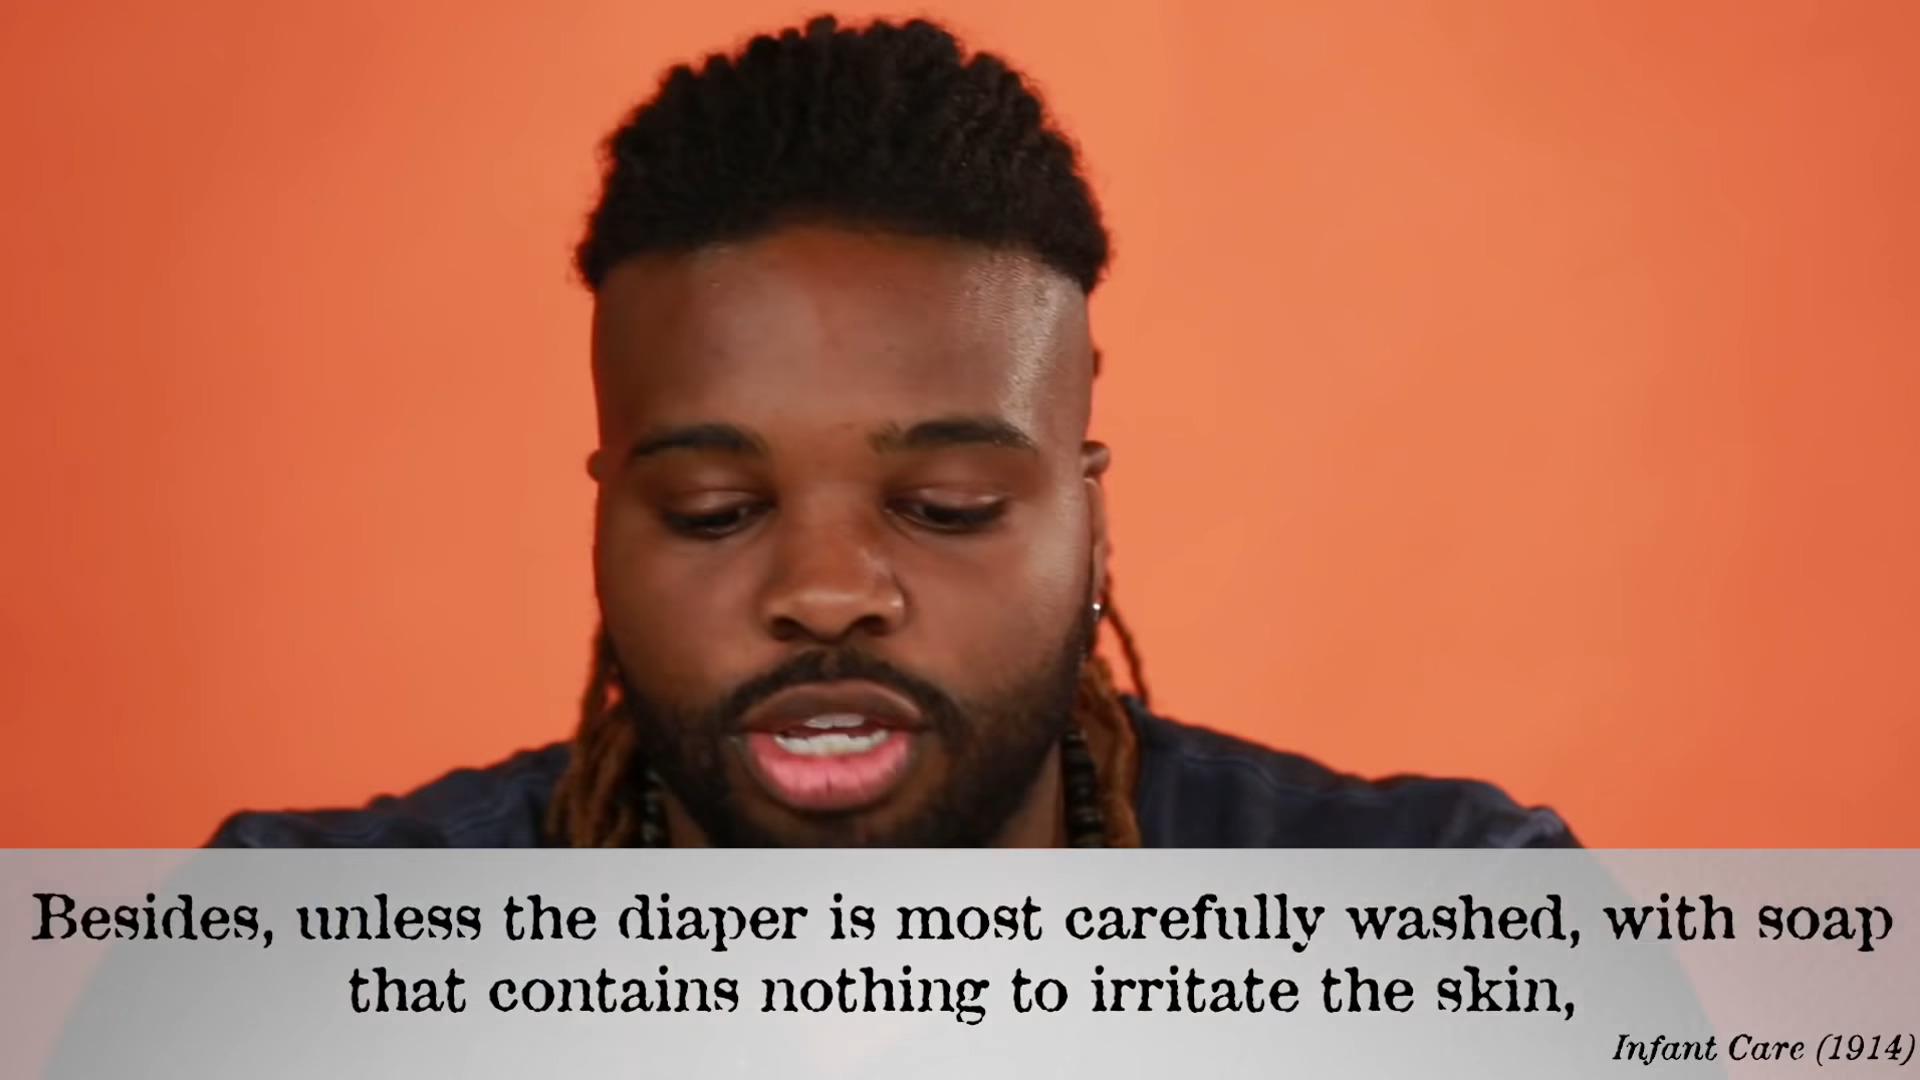 Besides, unless the diaper is most carefully washed, with soap
that contains nothing to irritate the skin,
Infant Care (1914)